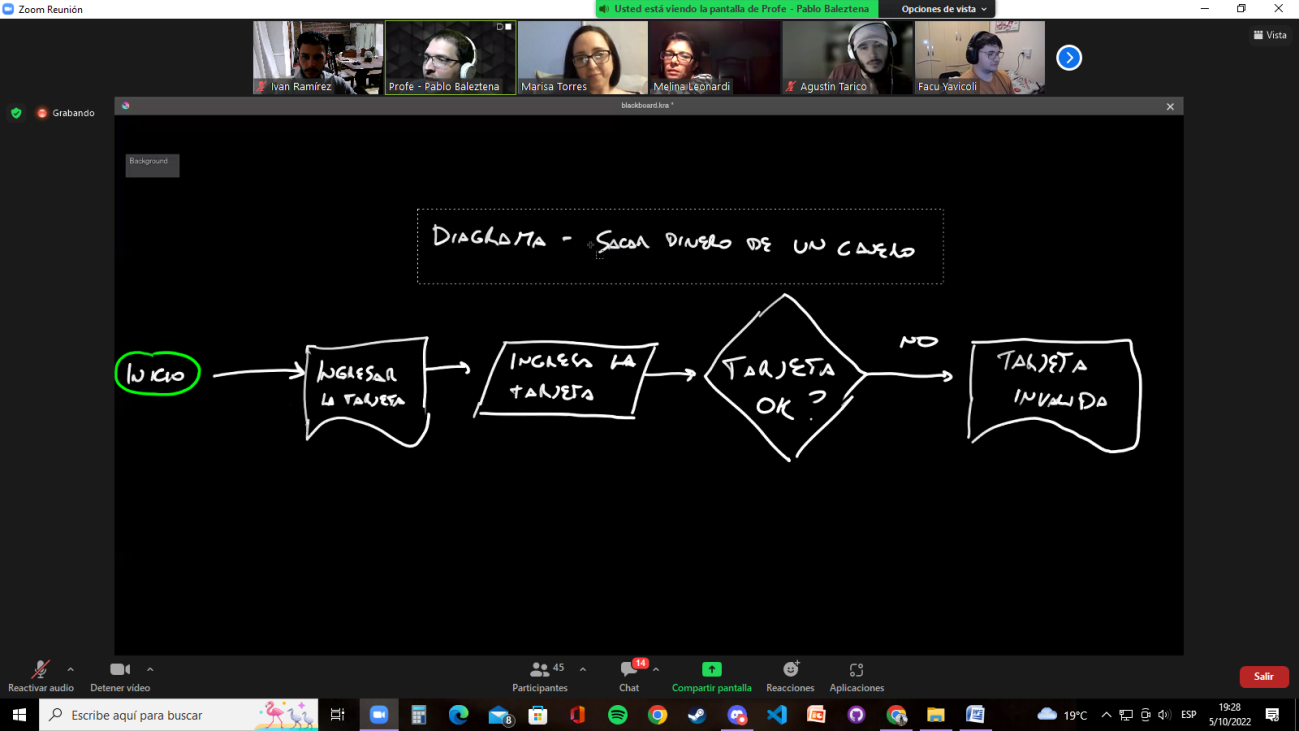 Zoom Reunión
Usted está viendo la pantalla de Profe - Pablo Baleztena
Opciones de vista
Vista
Ivan Ramírez
Profe - Pablo Baleztena
Marisa Torres
Melina Leonardi
Agustin Tarico
Facu Yavicoli
Grabando
blackboard.kra *
Background
DIAGRAMA - SACAR DINERO DE UN CAJERO
INICIO
INGRESAR
LA TARJETA
INGRESA LA
TARJETA
TARJETA
OK?
NO
TARJETA
INVALIDA
Reactivar audio
Detener video
45
Participantes
14
Chat
Compartir pantalla
Reacciones
Aplicaciones
Salir
Escribe aquí para buscar
8
19°C
ESP
19:28
5/10/2022